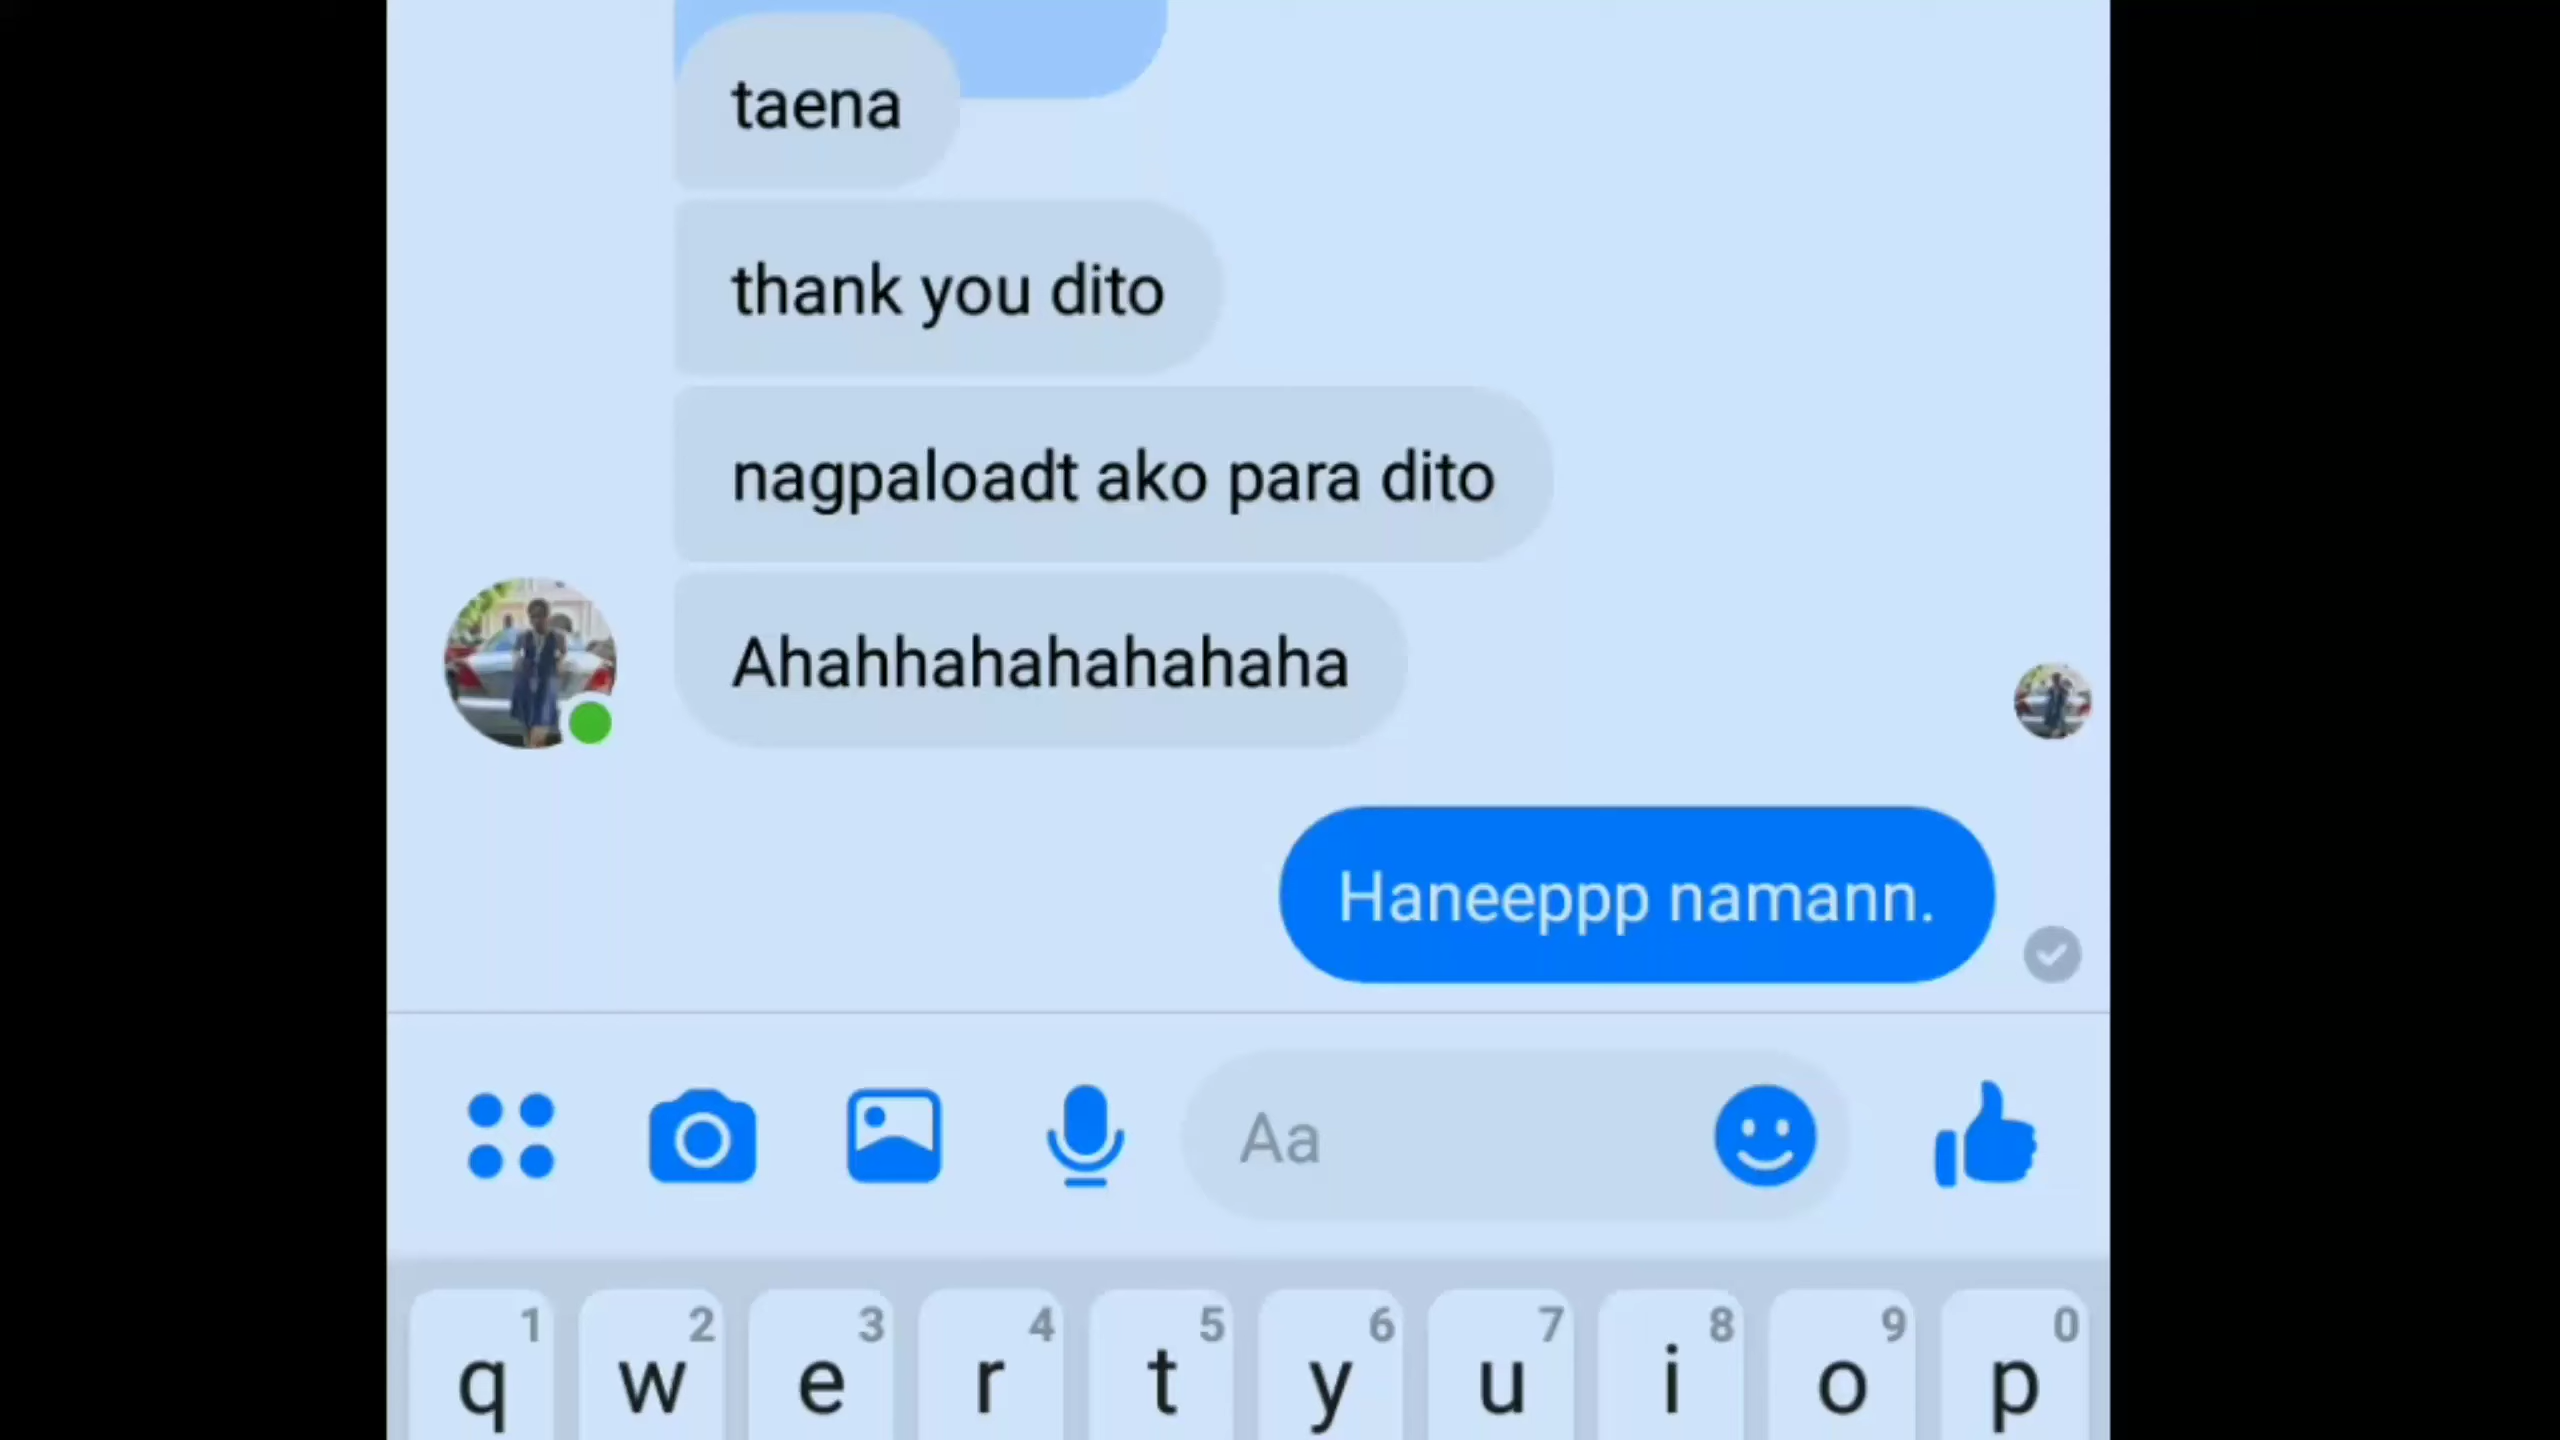 taena
thank you dito
nagpaloadt ako para dito
Ahahhahahahahaha
Haneeppp namann.
Aa
1 2 3 4 5 6 7 8 9 0
q w e r t y u i o p